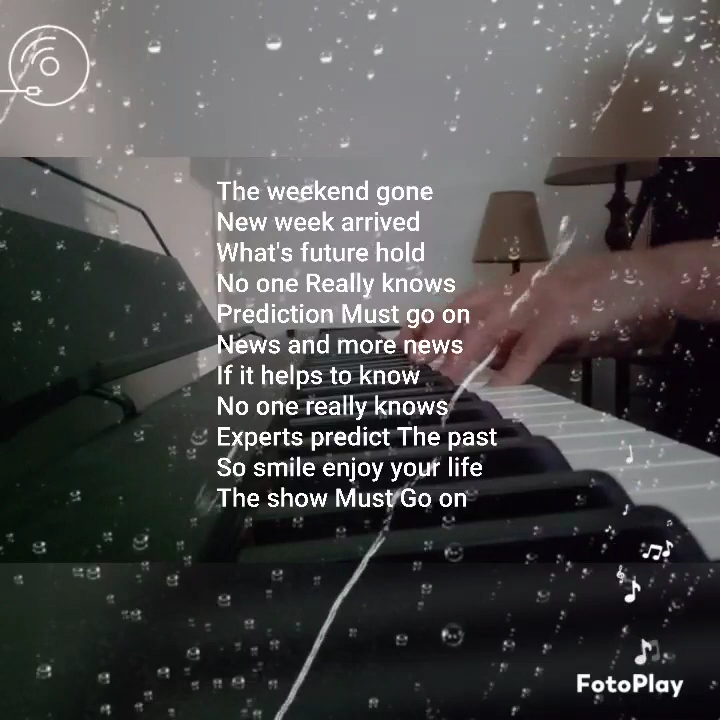 The weekend gone
New week arrived
What's future hold
No one Really knows
Prediction Must go on
News and more news
If it helps to know
No one really knows
Experts predict The past
So smile enjoy your life
The show Must Go on
FotoPlay